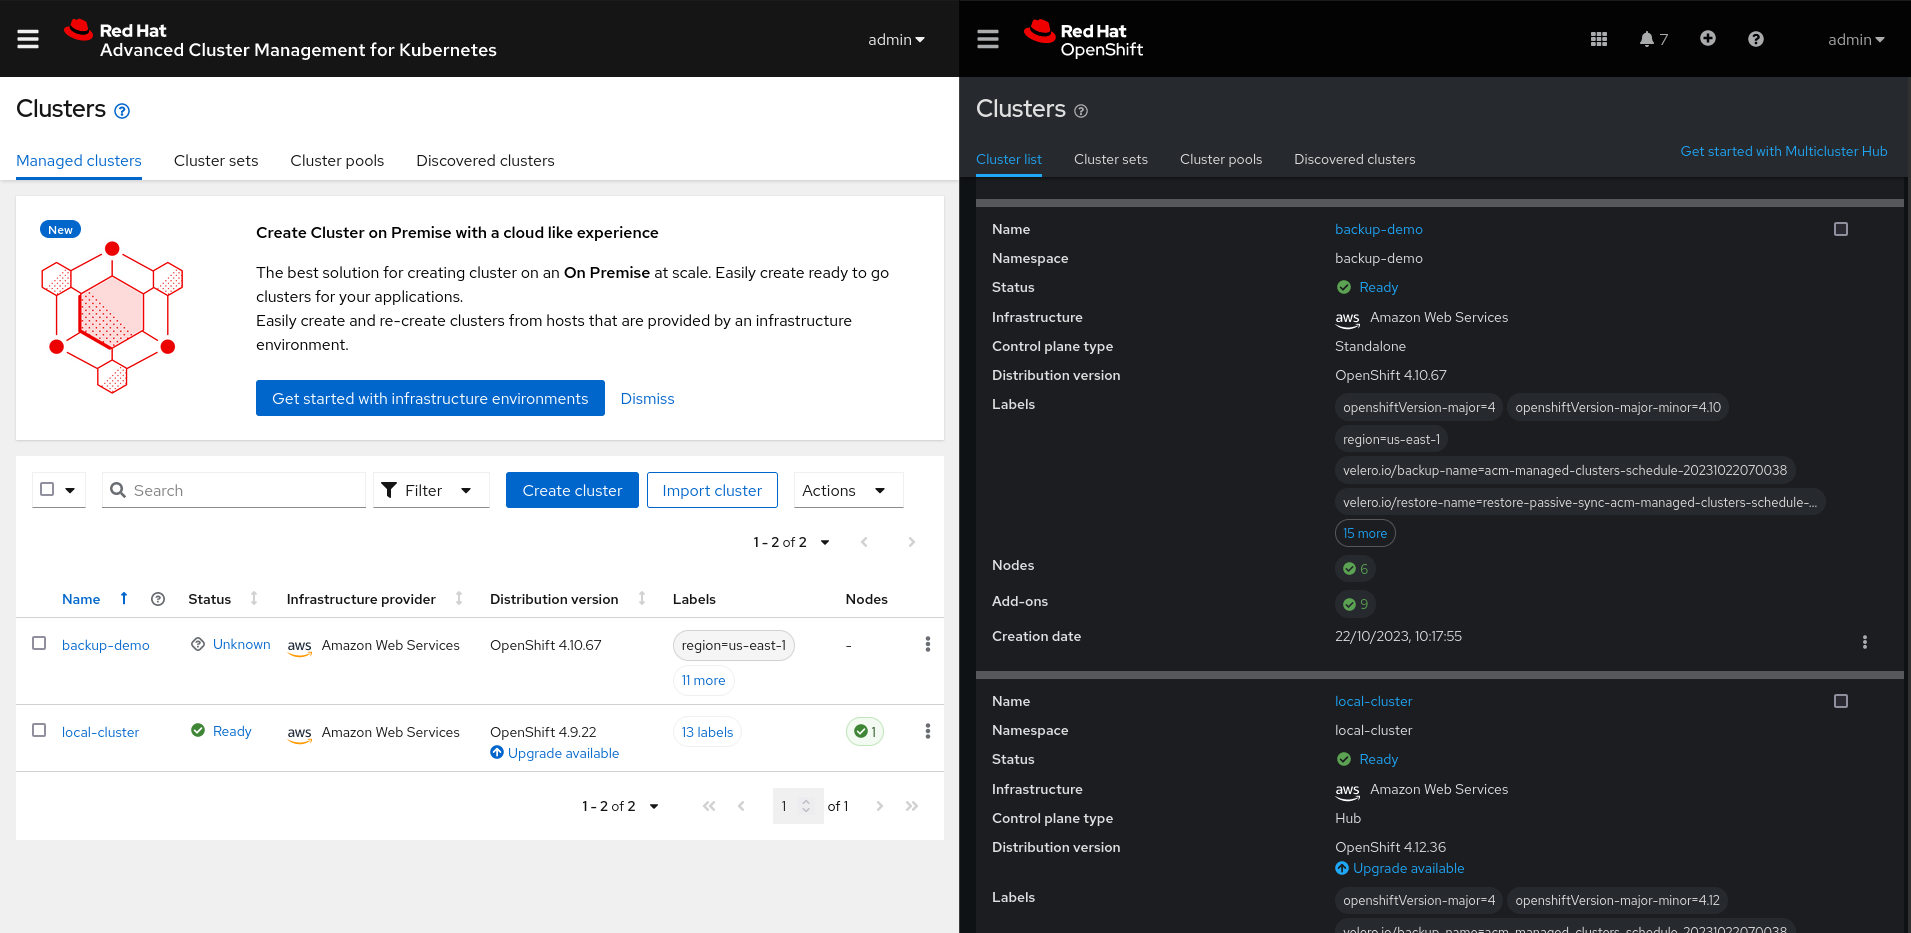 Red Hat
Advanced Cluster Management for Kubernetes
admin
Clusters
Managed clusters Cluster sets Cluster pools Discovered clusters
New
Create Cluster on Premise with a cloud like experience
The best solution for creating cluster on an On Premise at scale. Easily create ready to go
clusters for your applications.
Easily create and re-create clusters from hosts that are provided by an infrastructure
environment.
Get started with infrastructure environments Dismiss
Search Filter Create cluster Import cluster Actions
1 - 2 of 2
Name Status Infrastructure provider Distribution version Labels Nodes
backup-demo Unknown aws Amazon Web Services OpenShift 4.10.67 region=us-east-1 -
11 more
local-cluster Ready aws Amazon Web Services OpenShift 4.9.22 13 labels 1
Upgrade available
1 - 2 of 2 1 of 1
Red Hat
OpenShift
7
admin
Clusters
Get started with Multicluster Hub
Cluster list Cluster sets Cluster pools Discovered clusters
Name backup-demo
Namespace backup-demo
Status Ready
Infrastructure aws Amazon Web Services
Control plane type Standalone
Distribution version OpenShift 4.10.67
Labels openshiftVersion-major=4 openshiftVersion-major-minor=4.10
region=us-east-1
velero.io/backup-name=acm-managed-clusters-schedule-20231022070038
velero.io/restore-name=restore-passive-sync-acm-managed-clusters-schedule-...
15 more
Nodes 6
Add-ons 9
Creation date 22/10/2023, 10:17:55
Name local-cluster
Namespace local-cluster
Status Ready
Infrastructure aws Amazon Web Services
Control plane type Hub
Distribution version OpenShift 4.12.36
Upgrade available
Labels openshiftVersion-major=4 openshiftVersion-major-minor=4.12
velero.io/backup-name=acm-managed-clusters-schedule-20231022070038